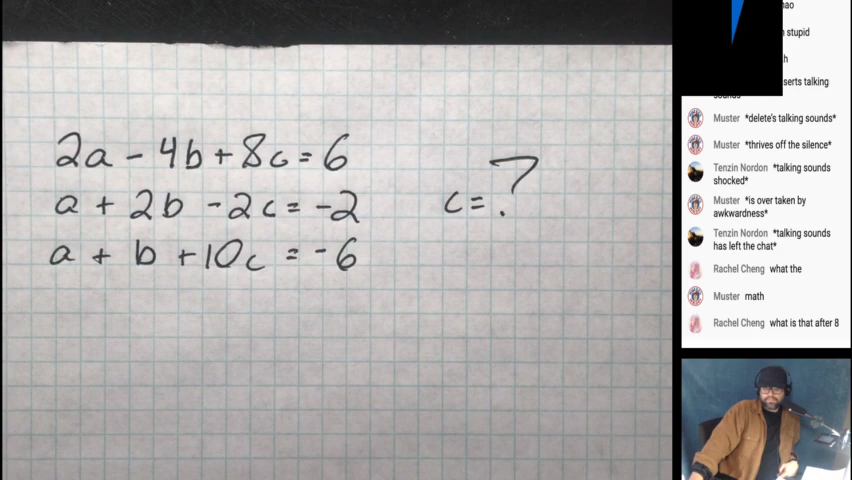 2a - 4b + 8c = 6
a + 2b - 2c = -2
a + b + 10c = -6
c = ?
stupid
serts talking
Muster *delete's talking sounds*
Muster *thrives off the silence*
Tenzin Nordon *talking sounds
shocked*
Muster *is over taken by
awkwardness*
Tenzin Nordon *talking sounds
has left the chat*
Rachel Cheng what the
Muster math
Rachel Cheng what is that after 8